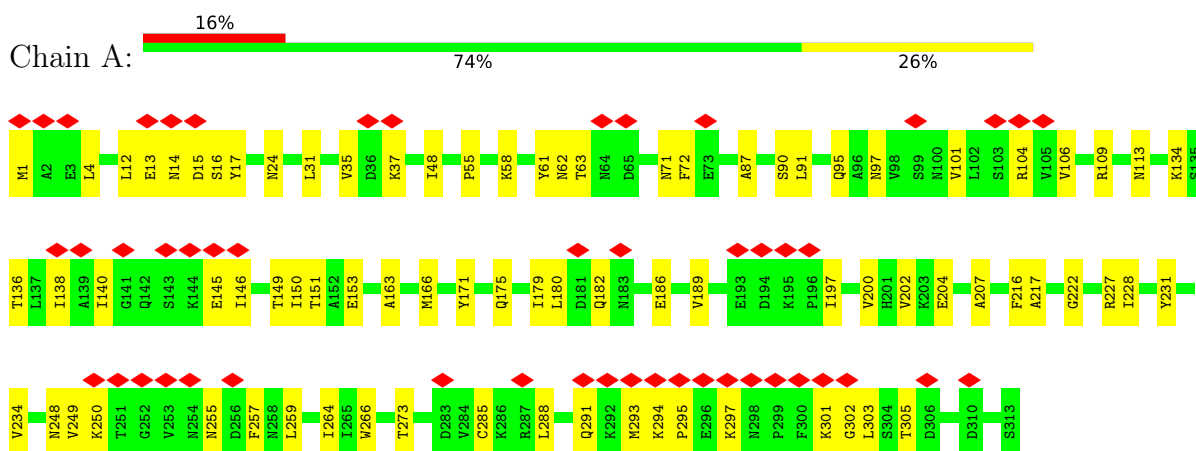 16%
Chain A:
74% 26%
M1 A2 E3 L4 L12 E13 N14 D15 S16 Y17 N24 L31 V35 D36 K37 I48 P55 K58 Y61 N62 T63 N64 D65 N71 F72 E73 A87 S90 L91 Q95 A96 N97 V98 S99 N100 V101 L102 S103 R104 V105 V106 R109 N113 K134 S135
T136 L137 I138 A139 I140 G141 Q142 S143 K144 E145 I146 T149 I150 T151 A152 E153 A163 M166 Y171 Q175 I179 L180 D181 Q182 N183 E186 V189 E193 D194 K195 P196 I197 V200 H201 V202 K203 E204 A207 F216 A217 G222 R227 I228 Y231
V234 N248 V249 K250 T251 G252 V253 N254 N255 D256 F257 N258 L259 I264 I265 W266 T273 D283 V284 C285 K286 R287 L288 Q291 K292 M293 K294 P295 E296 K297 N298 P299 F300 K301 G302 L303 S304 T305 D306 D310 S313